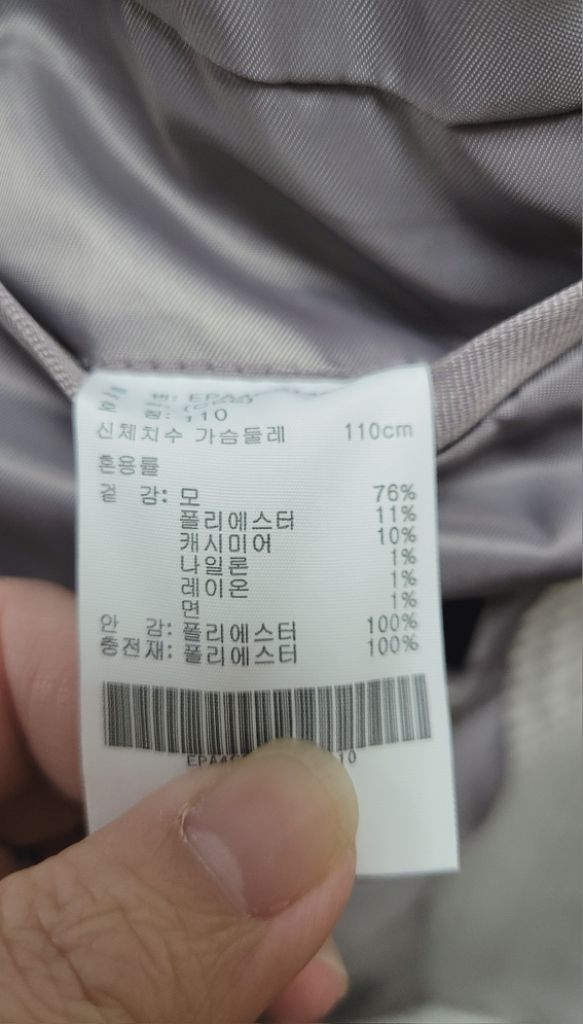 110
신체치수 가슴둘레 110cm
혼용률
겉 감: 모 76%
폴리에스터 11%
캐시미어 10%
나일론 1%
레이온 1%
면 1%
안 감: 폴리에스터 100%
충전재: 폴리에스터 100%
10